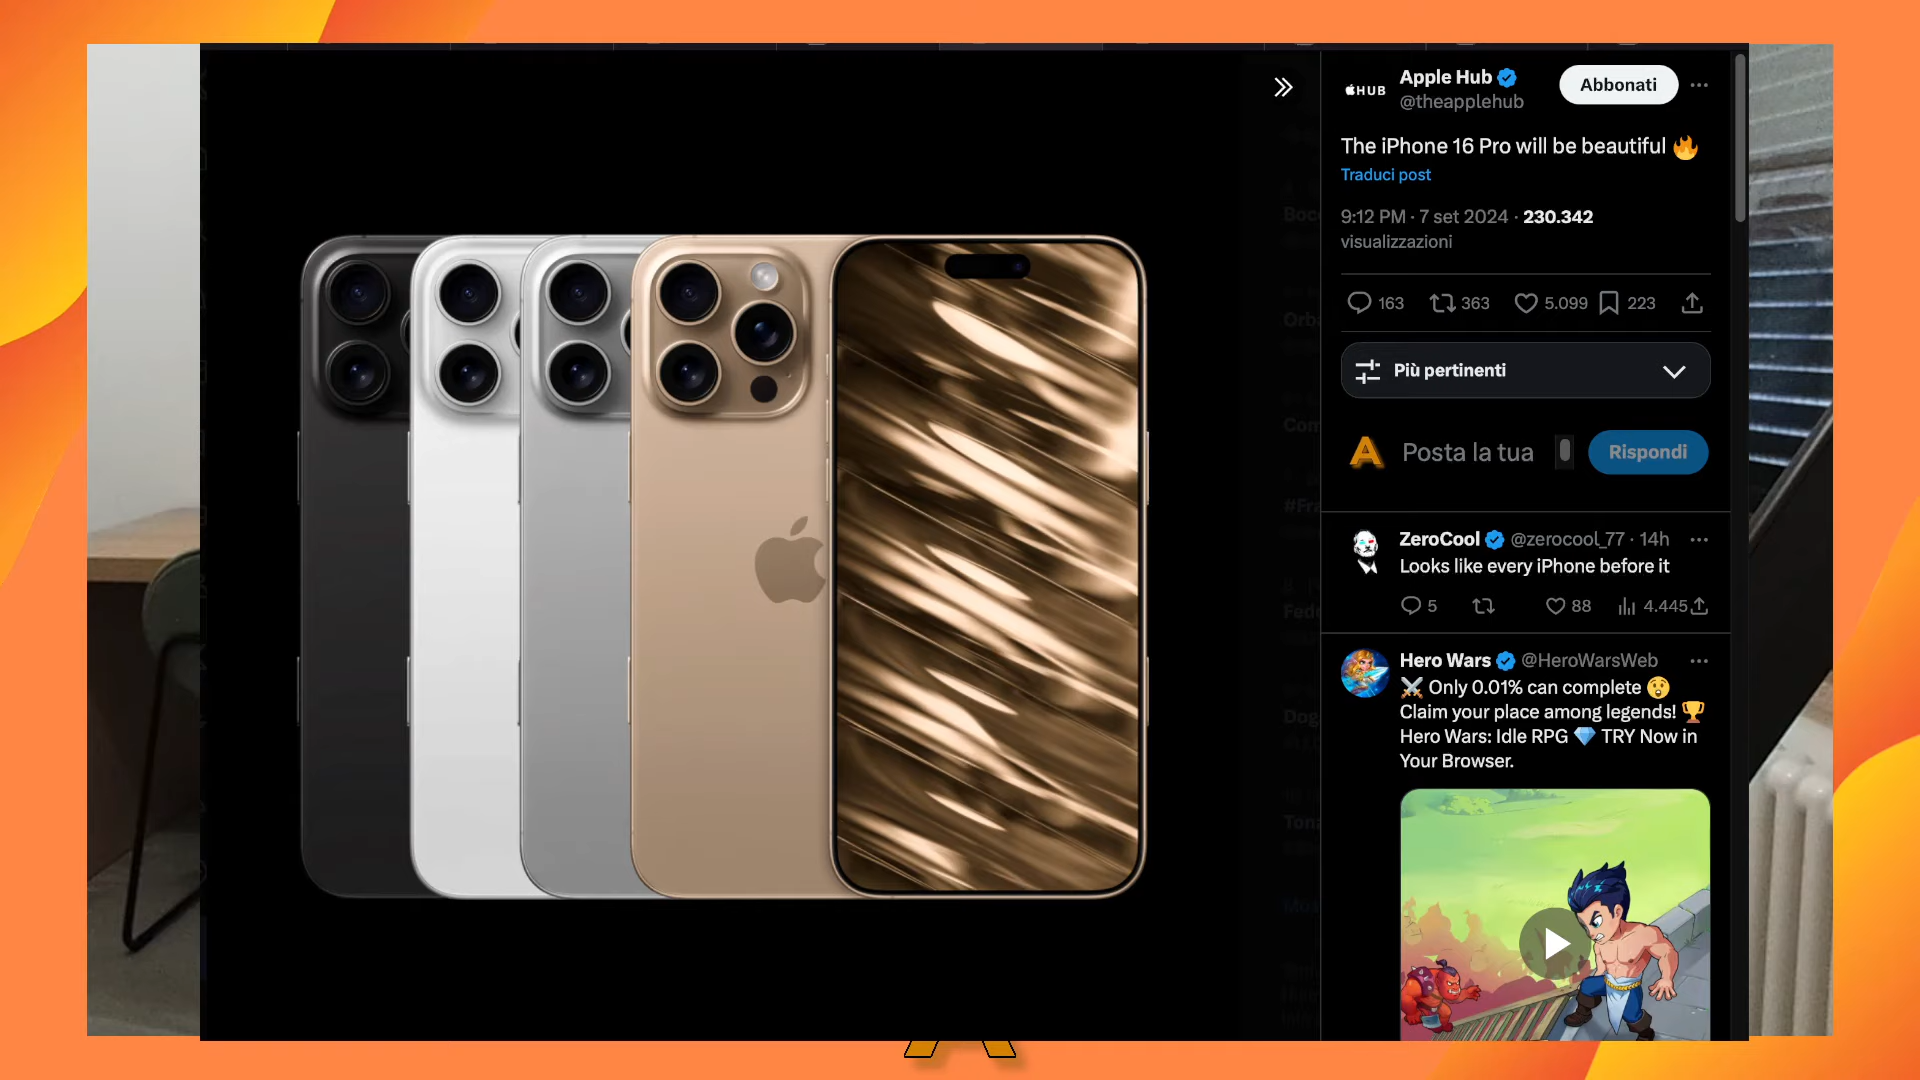 HUB
Apple Hub
@theapplehub
Abbonati
The iPhone 16 Pro will be beautiful 🔥
Traduci post
9:12 PM · 7 set 2024 · 230.342
visualizzazioni
163 363 5.099 223
Più pertinenti
A
Posta la tua
Rispondi
ZeroCool @zerocool_77 · 14h
Looks like every iPhone before it
5 88 4.445
Hero Wars @HeroWarsWeb
⚔️ Only 0.01% can complete 😲
Claim your place among legends! 🏆
Hero Wars: Idle RPG 💎 TRY Now in
Your Browser.